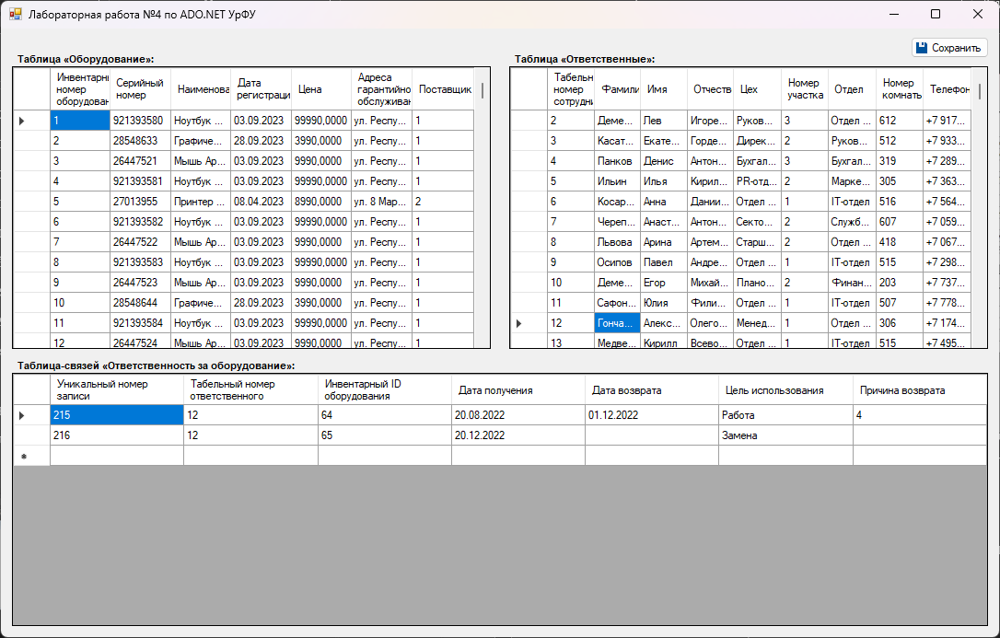 Лабораторная работа №4 по ADO.NET УрФУ
Сохранить
Таблица «Оборудование»:
Инвентарн номер оборудован Серийный номер Наименова Дата регистраци Цена Адреса гарантийно обслуживан Поставщик
1 921393580 Ноутбук ... 03.09.2023 99990,0000 ул. Респу... 1
2 28548633 Графиче... 28.09.2023 3990,0000 ул. Респу... 1
3 26447521 Мышь Ар... 03.09.2023 9990,0000 ул. Респу... 1
4 921393581 Ноутбук ... 03.09.2023 99990,0000 ул. Респу... 1
5 27013955 Принтер ... 08.04.2023 8990,0000 ул. 8 Мар... 2
6 921393582 Ноутбук ... 03.09.2023 99990,0000 ул. Респу... 1
7 26447522 Мышь Ар... 03.09.2023 9990,0000 ул. Респу... 1
8 921393583 Ноутбук ... 03.09.2023 99990,0000 ул. Респу... 1
9 26447523 Мышь Ар... 03.09.2023 9990,0000 ул. Респу... 1
10 28548644 Графиче... 28.09.2023 3990,0000 ул. Респу... 1
11 921393584 Ноутбук ... 03.09.2023 99990,0000 ул. Респу... 1
12 26447524 Мышь Ар... 03.09.2023 9990,0000 ул. Респу... 1
Таблица «Ответственные»:
Табельн номер сотрудни Фамили Имя Отчеств Цех Номер участка Отдел Номер комнать Телефон
2 Деме... Лев Игоре... Руков... 3 Отдел ... 612 +7 917...
3 Касат... Екате... Горде... Дирек... 2 Руков... 512 +7 933...
4 Панков Денис Антон... Бухгал... 3 Бухгал... 319 +7 289...
5 Ильин Илья Кирил... PR-отд... 2 Марке... 305 +7 363...
6 Косар... Анна Дании... Отдел ... 1 IT-отдел 516 +7 564...
7 Череп... Анаст... Антон... Секто... 2 Служб... 607 +7 059...
8 Львова Арина Артем... Старш... 2 Отдел ... 418 +7 067...
9 Осипов Павел Андре... Отдел ... 1 IT-отдел 515 +7 298...
10 Деме... Егор Михай... Плано... 2 Финан... 203 +7 737...
11 Сафон... Юлия Фили... Отдел ... 1 IT-отдел 507 +7 778...
12 Гонча... Алекс... Олего... Менед... 1 Отдел ... 306 +7 174...
13 Медве... Кирилл Всево... Отдел ... 1 IT-отдел 515 +7 495...
Таблица-связей «Ответственность за оборудование»:
Уникальный номер записи Табельный номер ответственного Инвентарный ID оборудования Дата получения Дата возврата Цель использования Причина возврата
215 12 64 20.08.2022 01.12.2022 Работа 4
216 12 65 20.12.2022 Замена